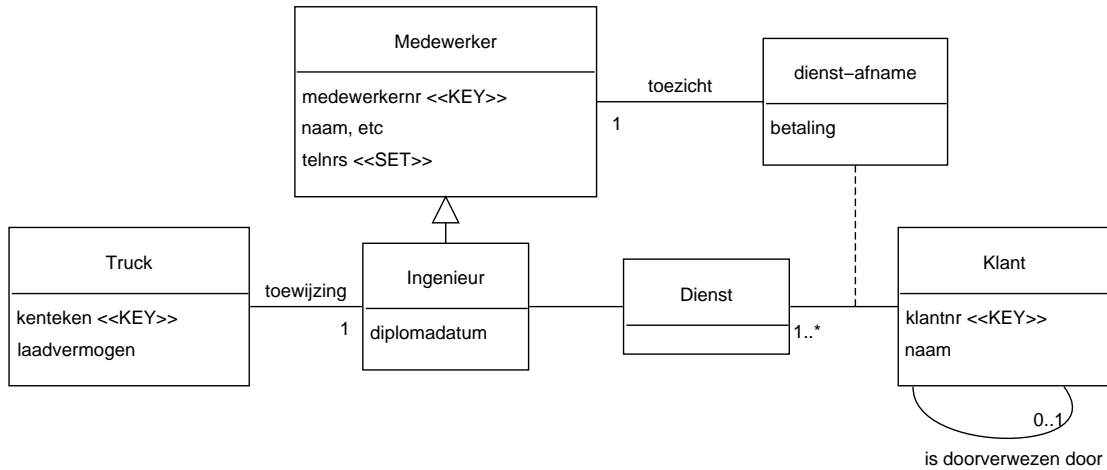 Medewerker
medewerkernr <<KEY>>
naam, etc
telnrs <<SET>>
toezicht
1
dienst−afname
betaling
Truck
kenteken <<KEY>>
laadvermogen
toewijzing
1
Ingenieur
diplomadatum
Dienst
1..*
Klant
klantnr <<KEY>>
naam
0..1
is doorverwezen door